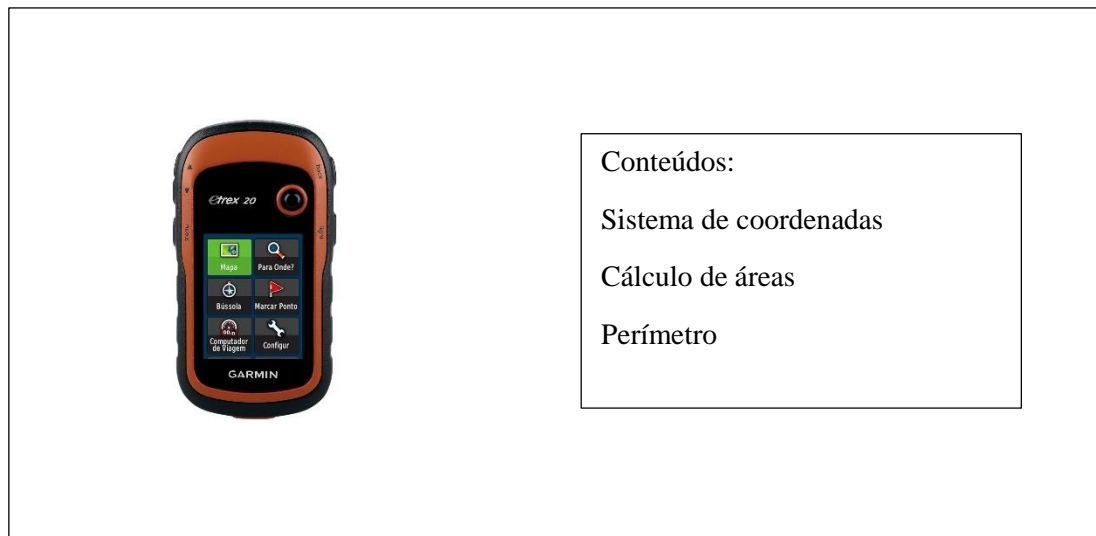 etrex 20
Mapa
Para Onde?
Bússola
Marcar Ponto
Computador
de Viagem
Configur
GARMIN
Conteúdos:
Sistema de coordenadas
Cálculo de áreas
Perímetro